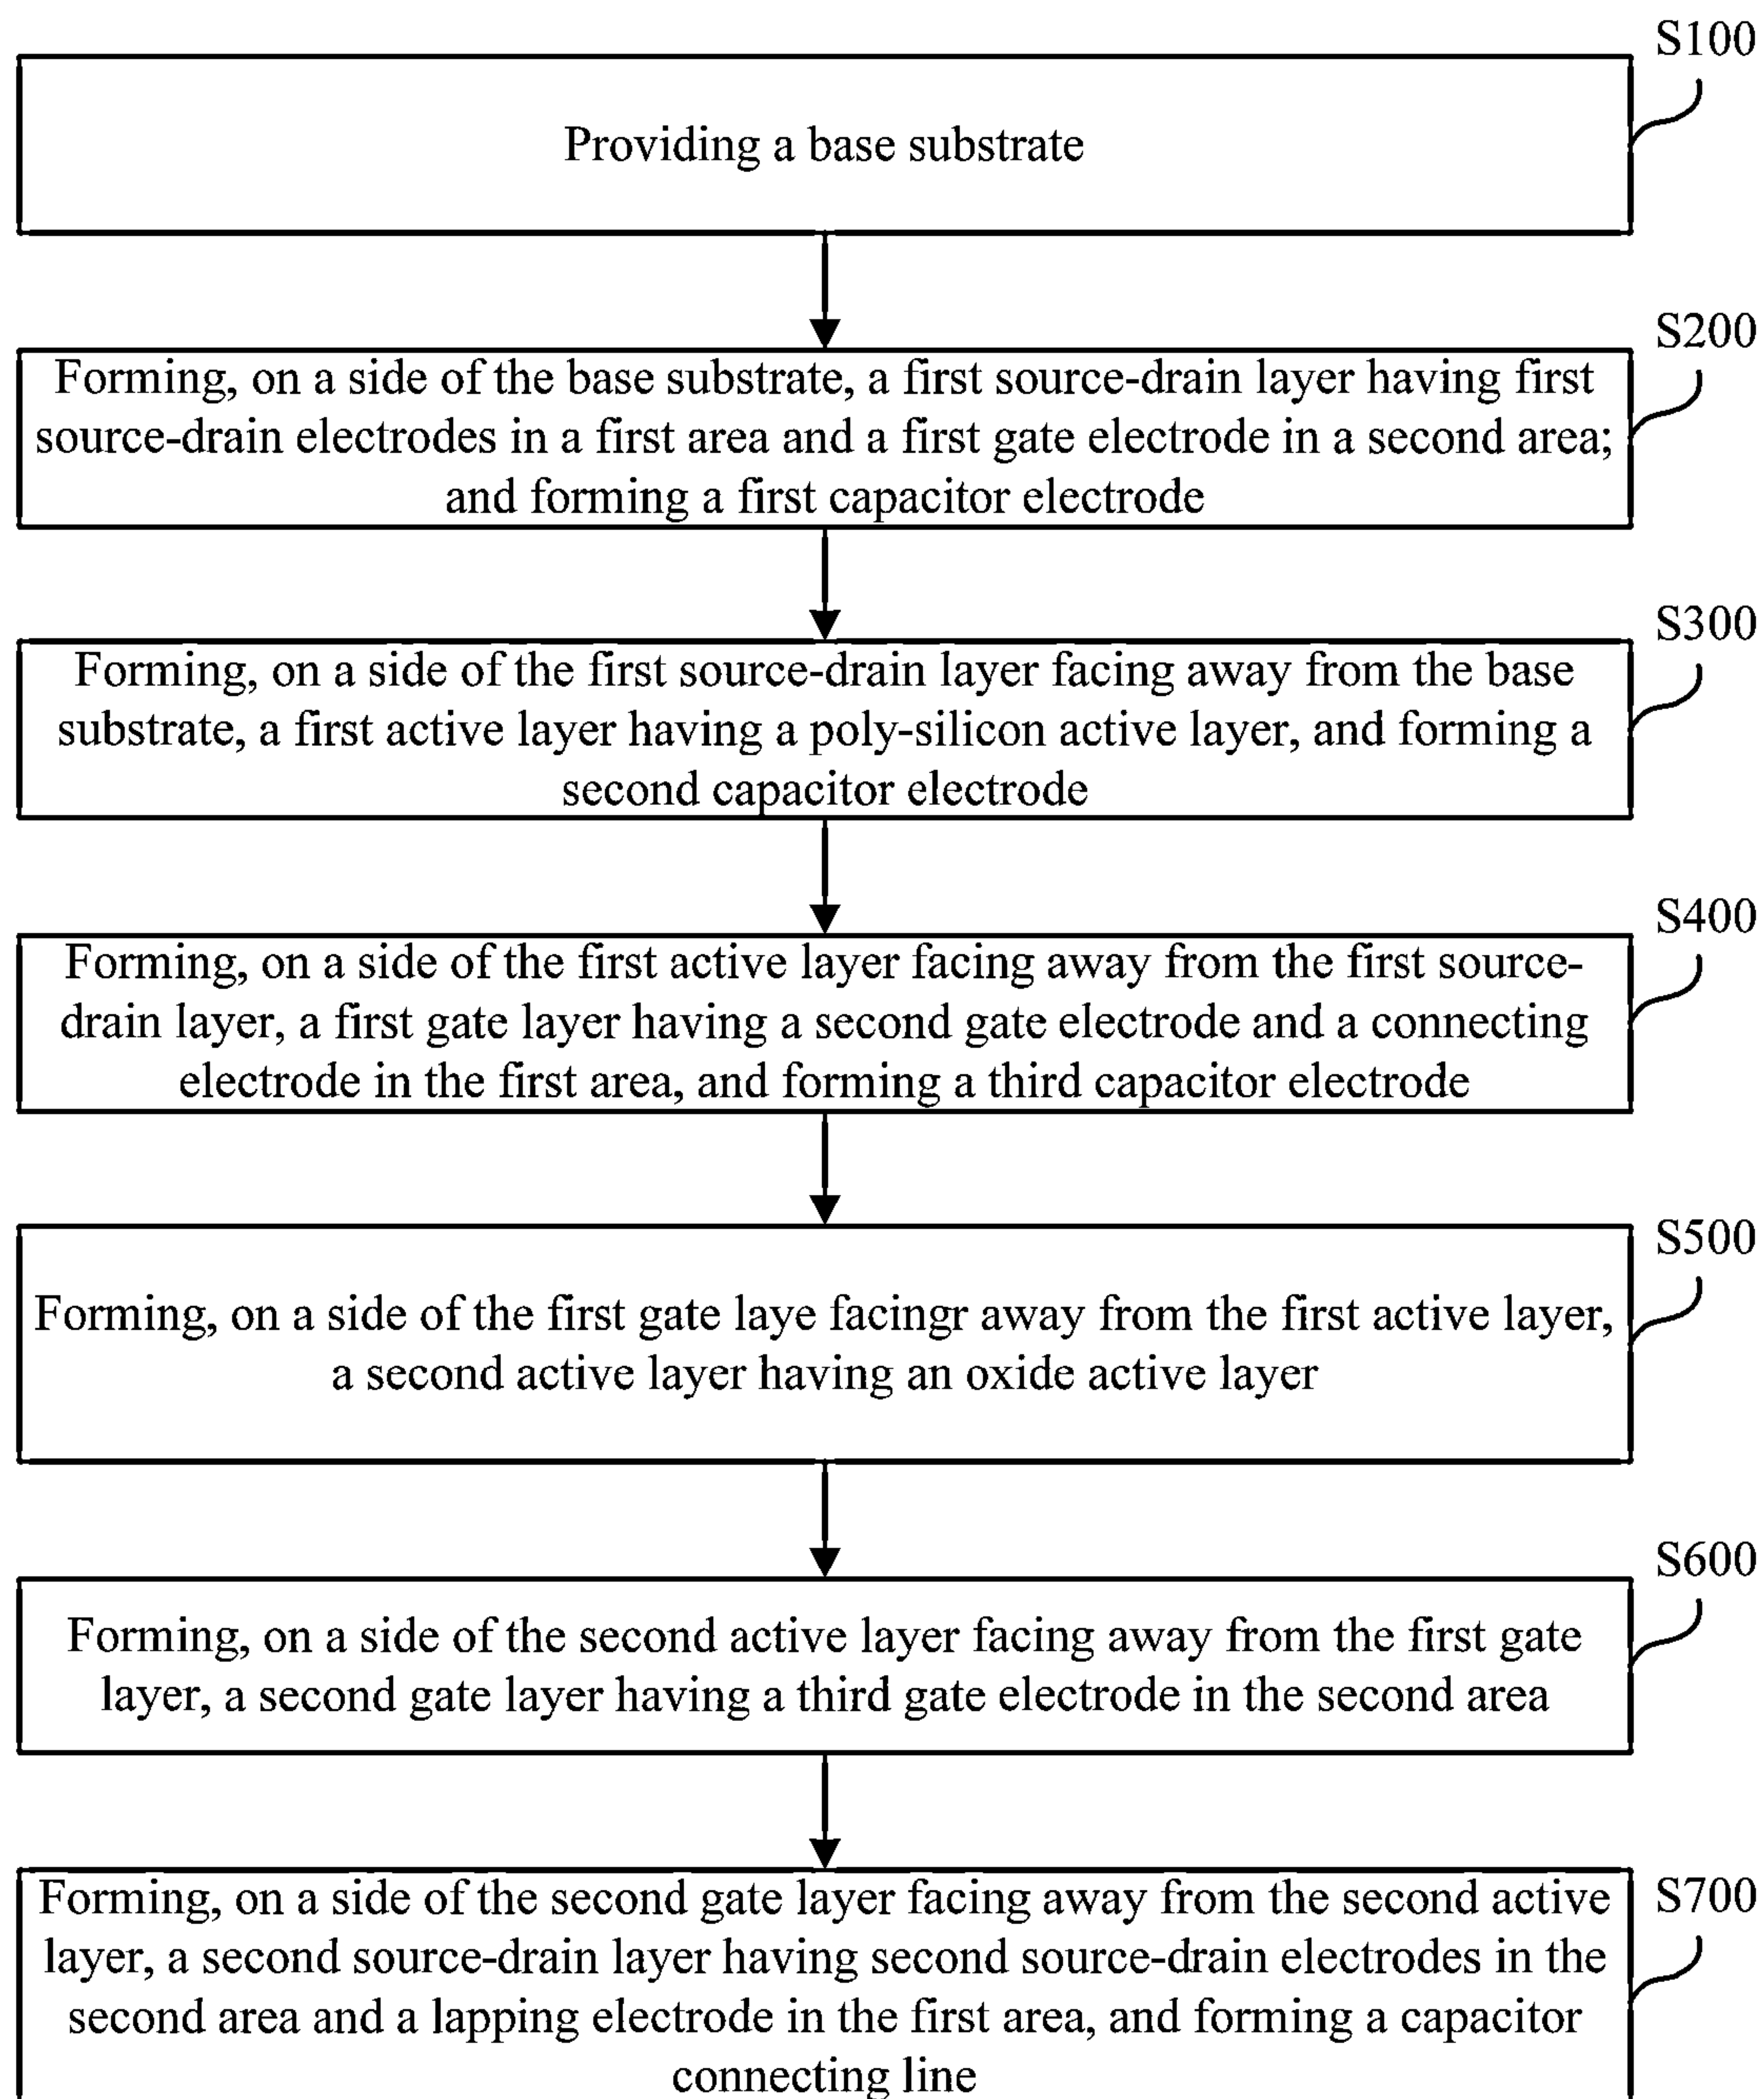 S100
Providing a base substrate
S200
Forming, on a side of the base substrate, a first source-drain layer having first
source-drain electrodes in a first area and a first gate electrode in a second area;
and forming a first capacitor electrode
S300
Forming, on a side of the first source-drain layer facing away from the base
substrate, a first active layer having a poly-silicon active layer, and forming a
second capacitor electrode
S400
Forming, on a side of the first active layer facing away from the first source-
drain layer, a first gate layer having a second gate electrode and a connecting
electrode in the first area, and forming a third capacitor electrode
S500
Forming, on a side of the first gate laye facingr away from the first active layer,
a second active layer having an oxide active layer
S600
Forming, on a side of the second active layer facing away from the first gate
layer, a second gate layer having a third gate electrode in the second area
S700
Forming, on a side of the second gate layer facing away from the second active
layer, a second source-drain layer having second source-drain electrodes in the
second area and a lapping electrode in the first area, and forming a capacitor
connecting line